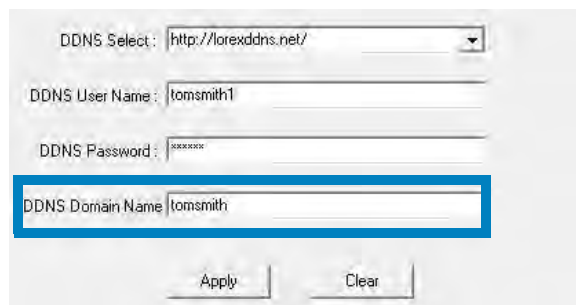 DDNS Select : http://lorexddns.net/
DDNS User Name : tomsmith1
DDNS Password : ××××××
DDNS Domain Name tomsmith
Apply Clear